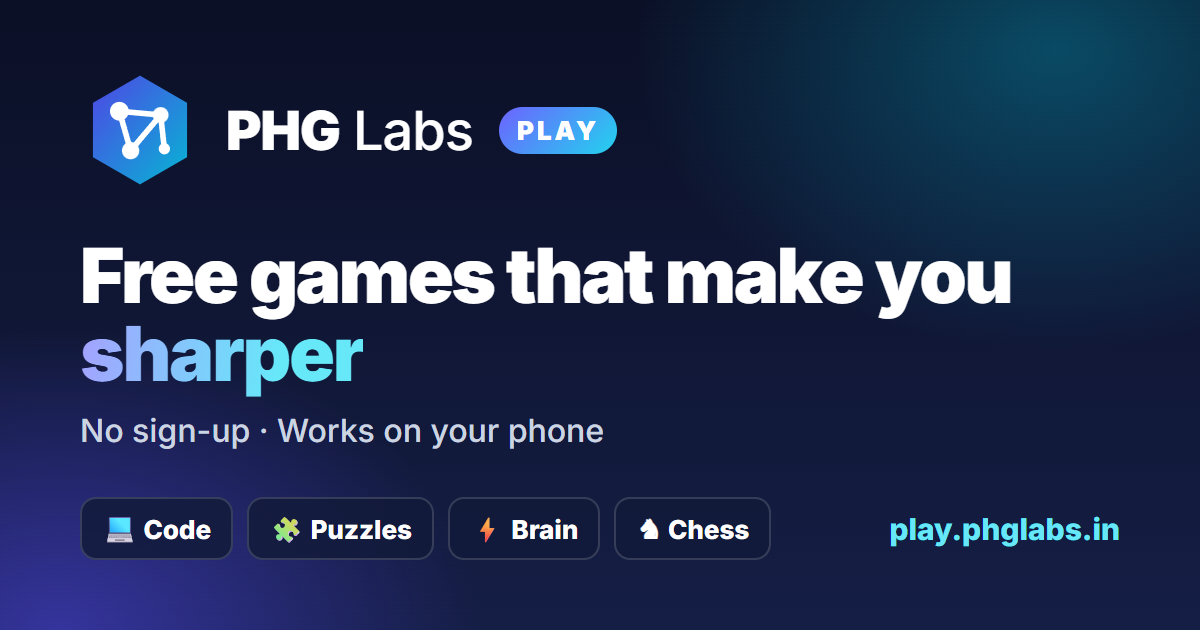 PHG Labs PLAY
Free games that make you
sharper
No sign-up · Works on your phone
Code Puzzles Brain Chess play.phglabs.in